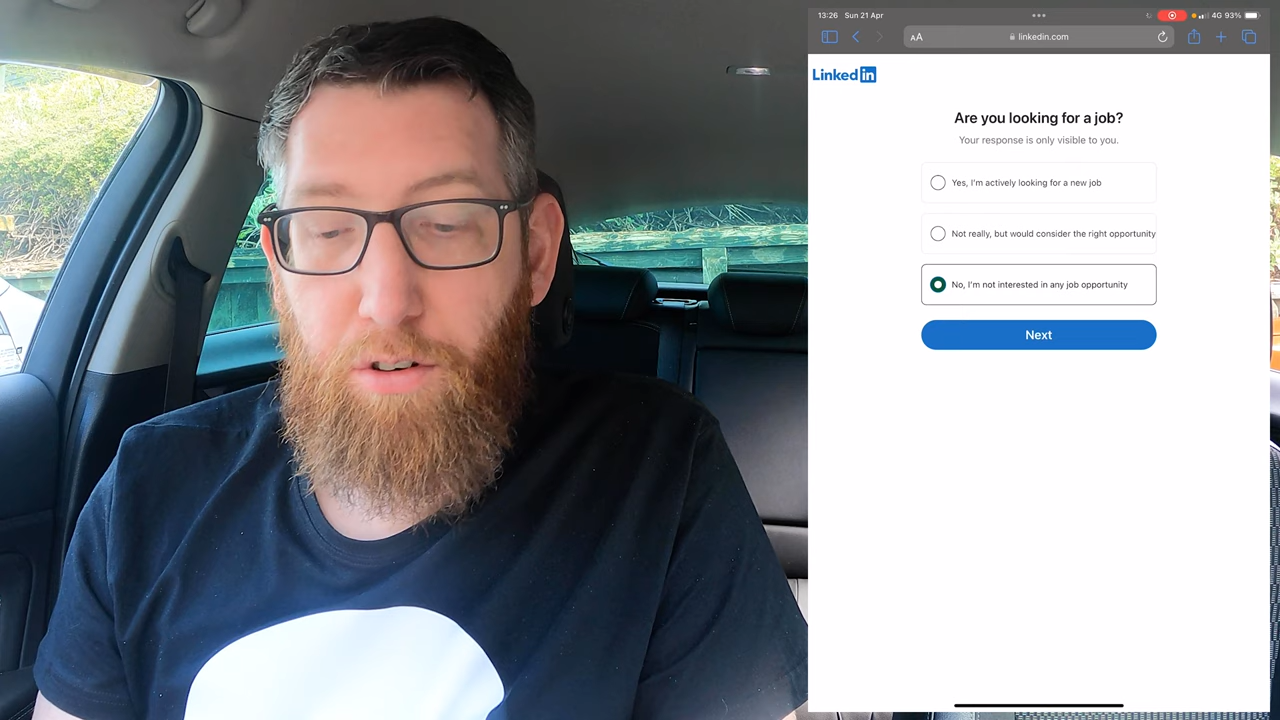 13:26 Sun 21 Apr
4G 93%
AA
linkedin.com
Linked in
Are you looking for a job?
Your response is only visible to you.
Yes, I'm actively looking for a new job
Not really, but would consider the right opportunity
No, I'm not interested in any job opportunity
Next